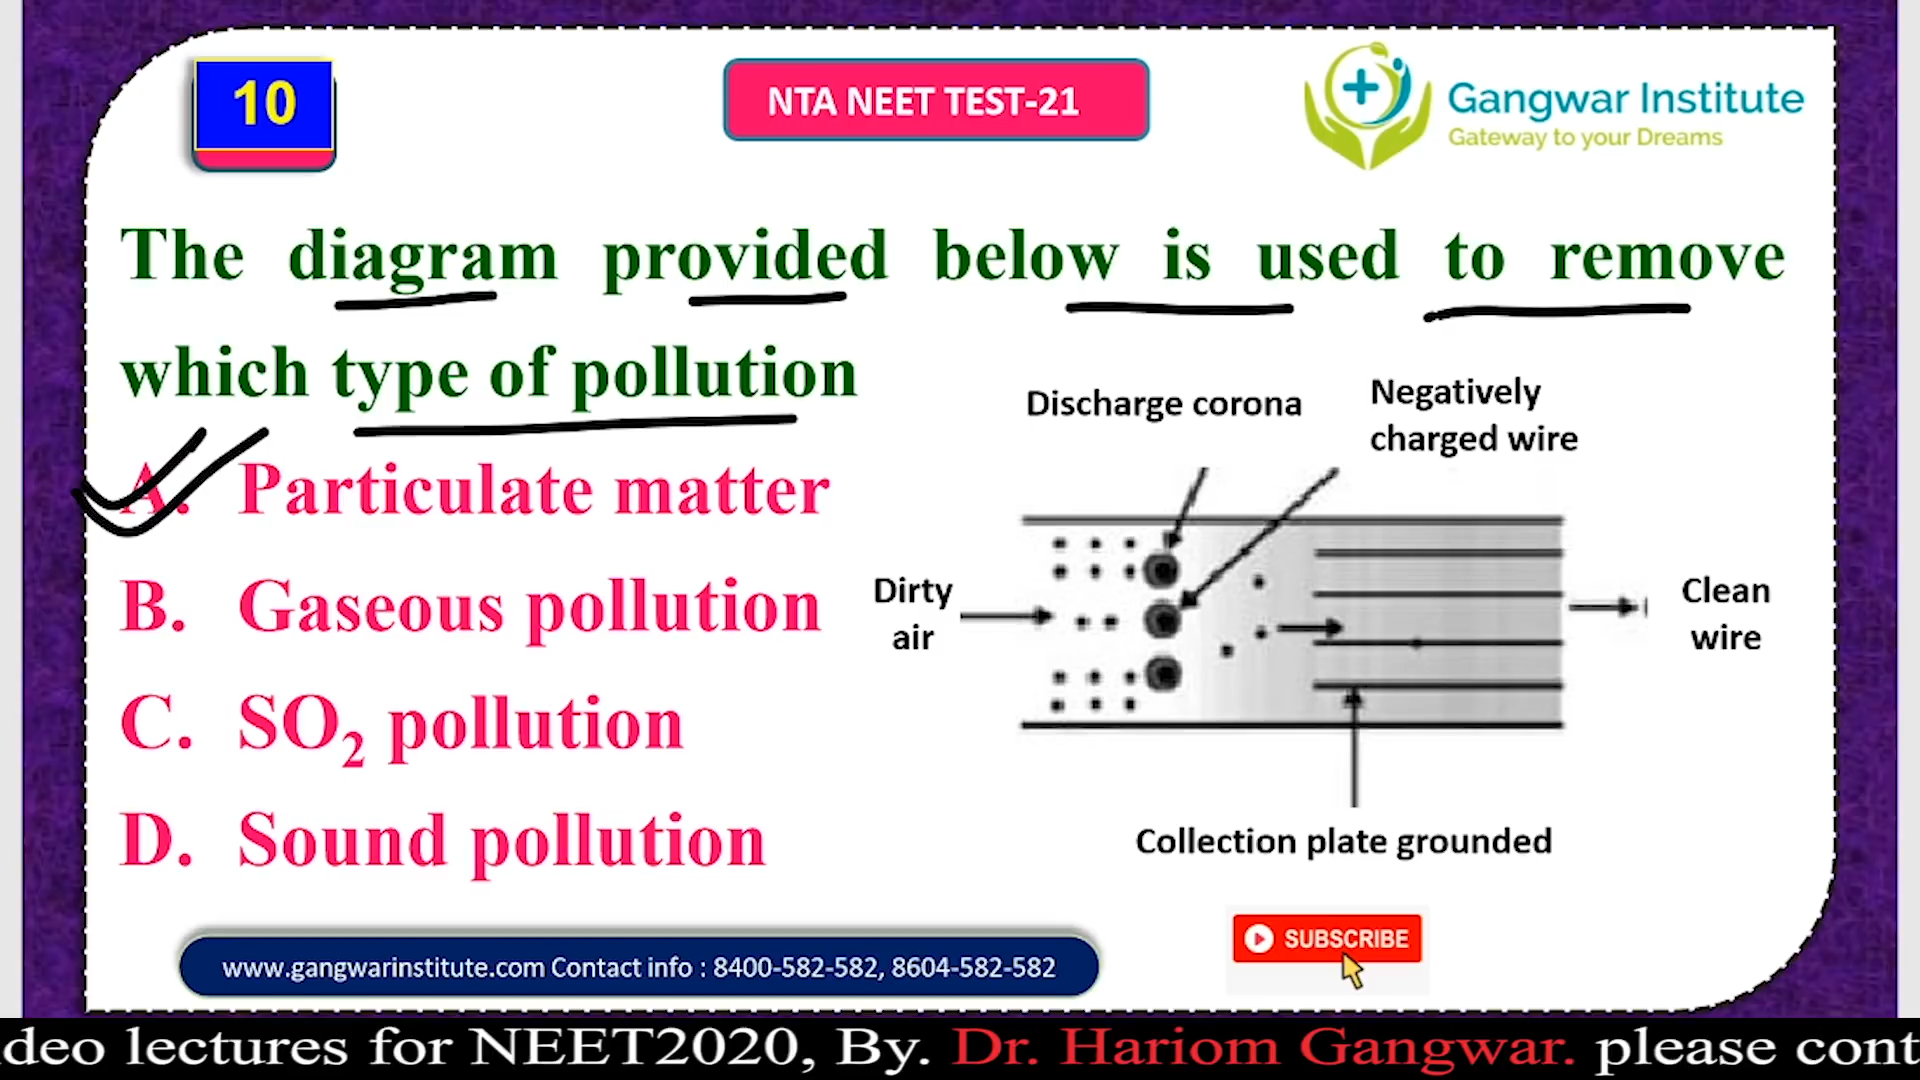 10
NTA NEET TEST-21
Gangwar Institute
Gateway to your Dreams
The diagram provided below is used to remove
which type of pollution
A. Particulate matter
B. Gaseous pollution
C. SO₂ pollution
D. Sound pollution
Discharge corona
Negatively
charged wire
Dirty
air
Clean
wire
Collection plate grounded
www.gangwarinstitute.com Contact info : 8400-582-582, 8604-582-582
SUBSCRIBE
deo lectures for NEET2020, By. Dr. Hariom Gangwar. please cont